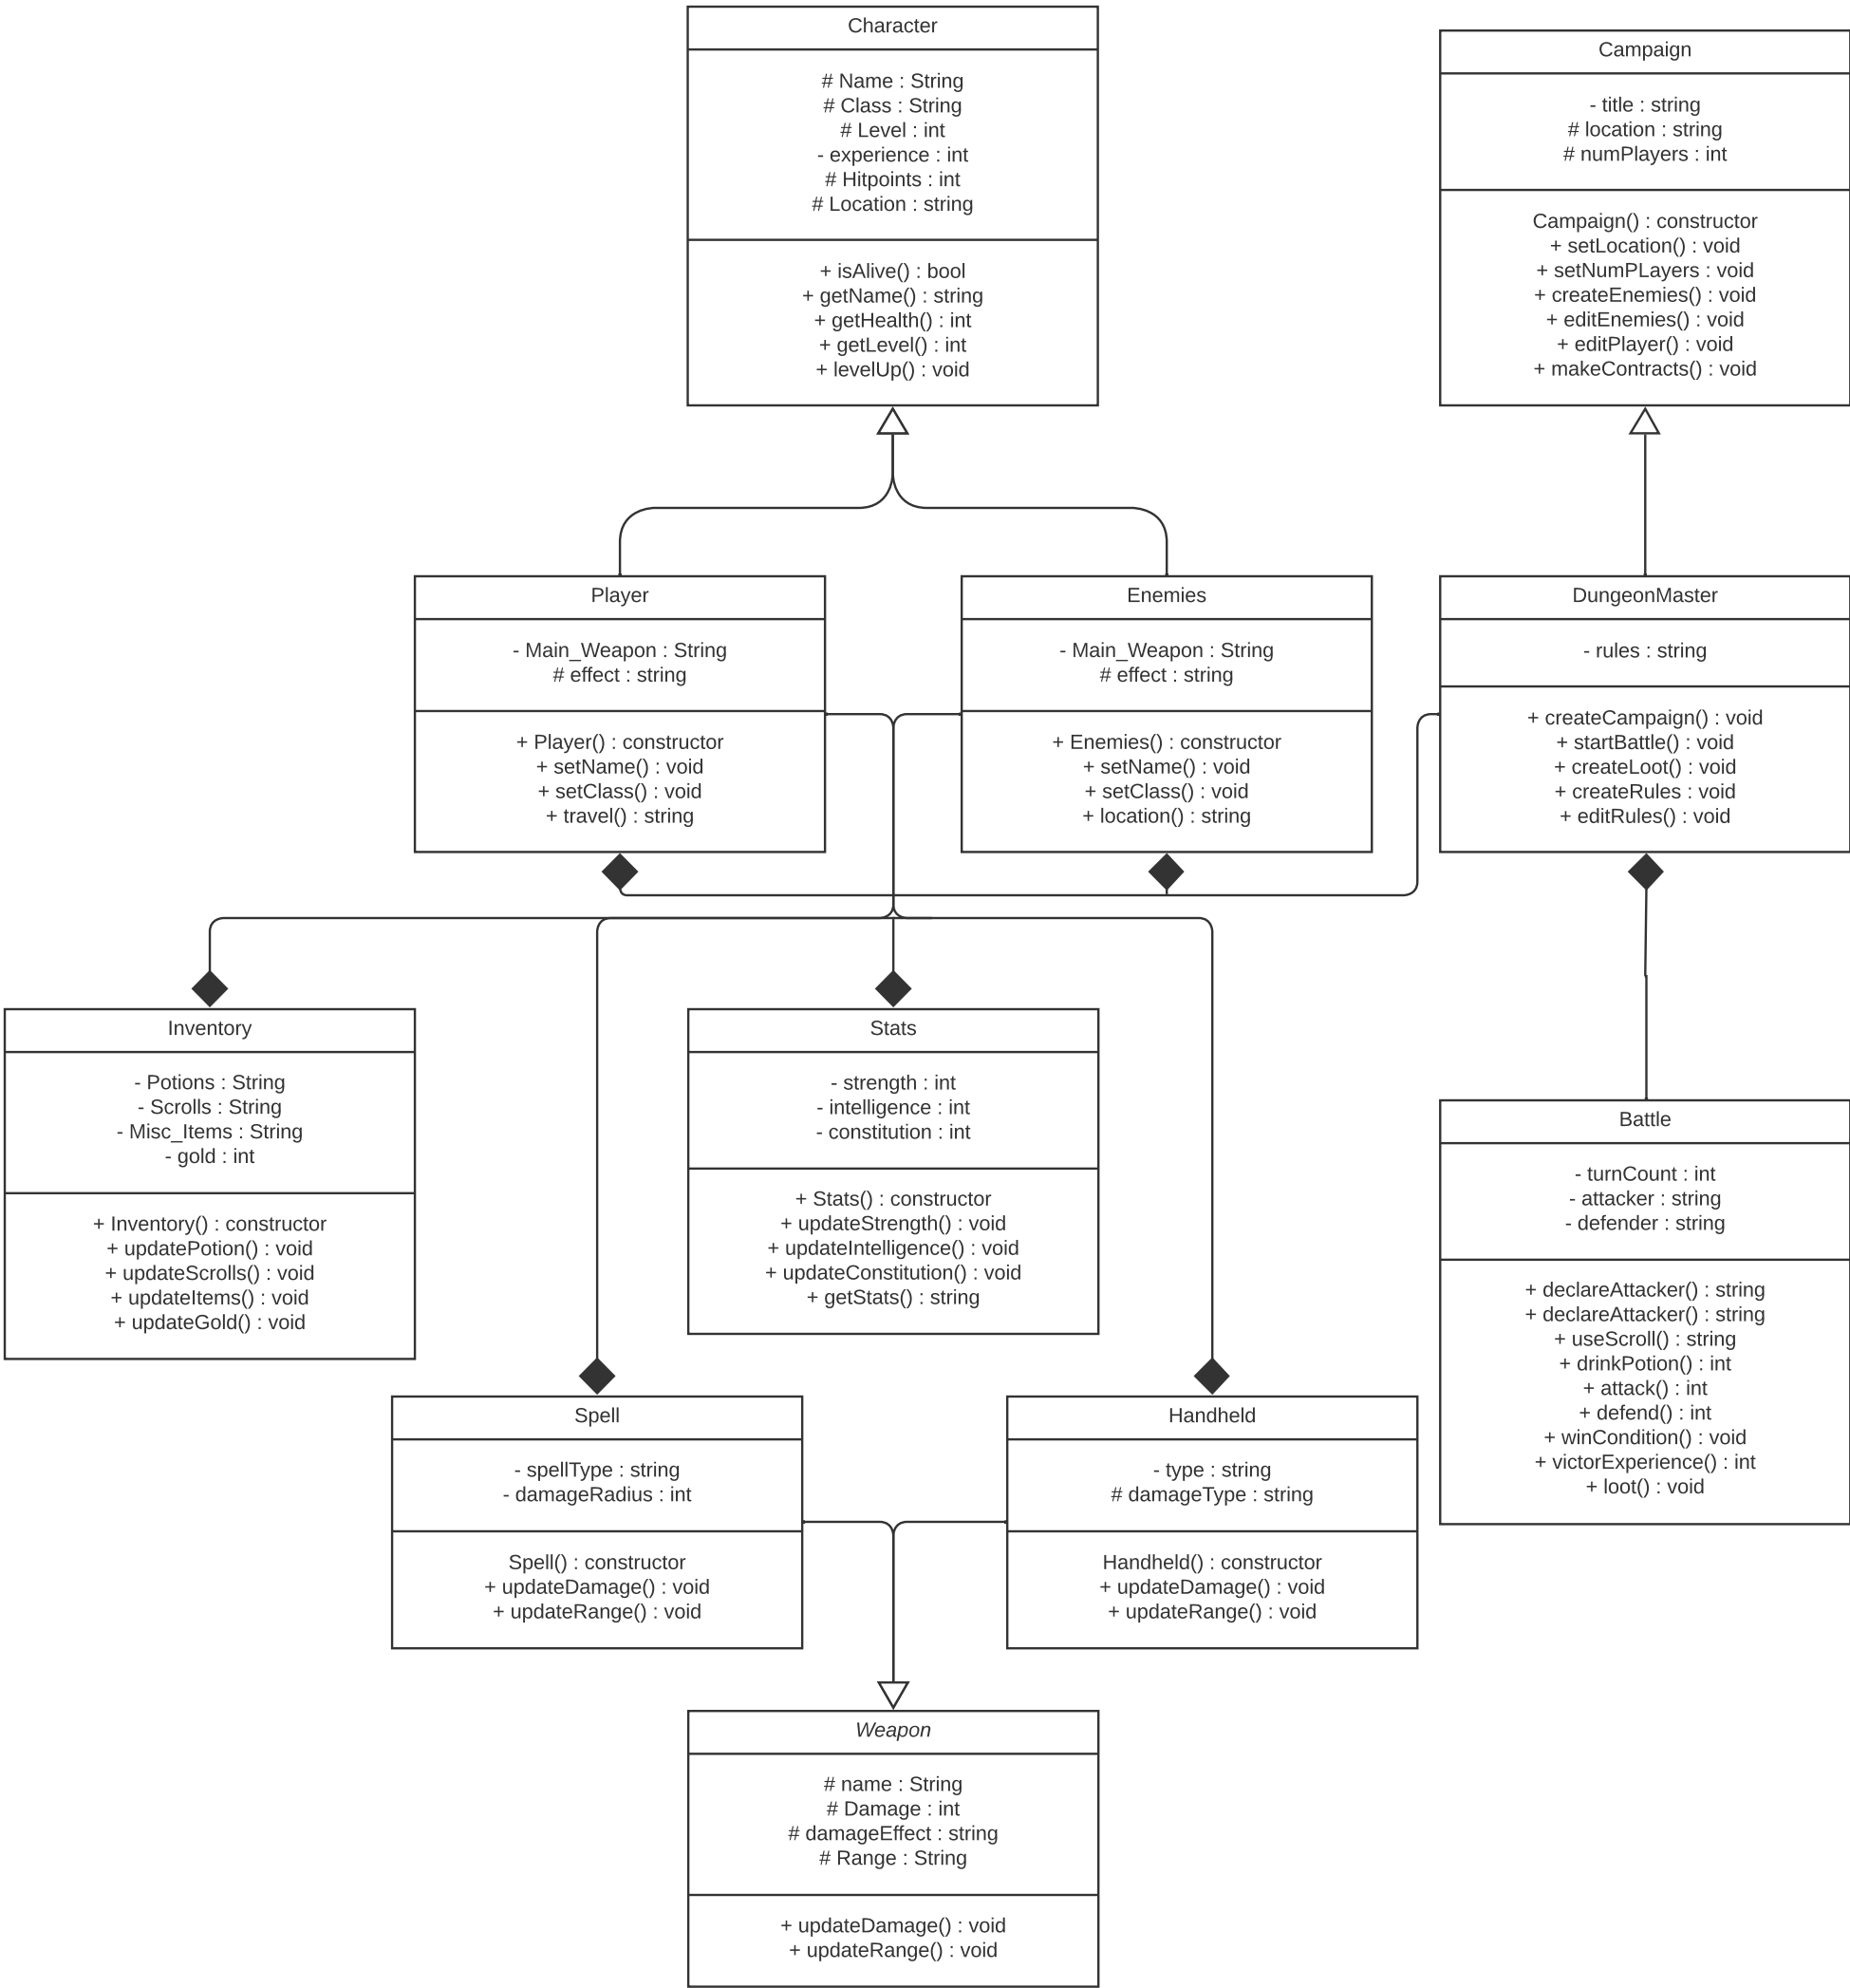 Character
# Name : String
# Class : String
# Level : int
- experience : int
# Hitpoints : int
# Location : string
+ isAlive() : bool
+ getName() : string
+ getHealth() : int
+ getLevel() : int
+ levelUp() : void
Campaign
- title : string
# location : string
# numPlayers : int
Campaign() : constructor
+ setLocation() : void
+ setNumPLayers : void
+ createEnemies() : void
+ editEnemies() : void
+ editPlayer() : void
+ makeContracts() : void
Player
- Main_Weapon : String
# effect : string
+ Player() : constructor
+ setName() : void
+ setClass() : void
+ travel() : string
Enemies
- Main_Weapon : String
# effect : string
+ Enemies() : constructor
+ setName() : void
+ setClass() : void
+ location() : string
DungeonMaster
- rules : string
+ createCampaign() : void
+ startBattle() : void
+ createLoot() : void
+ createRules : void
+ editRules() : void
Inventory
- Potions : String
- Scrolls : String
- Misc_Items : String
- gold : int
+ Inventory() : constructor
+ updatePotion() : void
+ updateScrolls() : void
+ updateItems() : void
+ updateGold() : void
Stats
- strength : int
- intelligence : int
- constitution : int
+ Stats() : constructor
+ updateStrength() : void
+ updateIntelligence() : void
+ updateConstitution() : void
+ getStats() : string
Battle
- turnCount : int
- attacker : string
- defender : string
+ declareAttacker() : string
+ declareAttacker() : string
+ useScroll() : string
+ drinkPotion() : int
+ attack() : int
+ defend() : int
+ winCondition() : void
+ victorExperience() : int
+ loot() : void
Spell
- spellType : string
- damageRadius : int
Spell() : constructor
+ updateDamage() : void
+ updateRange() : void
Handheld
- type : string
# damageType : string
Handheld() : constructor
+ updateDamage() : void
+ updateRange() : void
Weapon
# name : String
# Damage : int
# damageEffect : string
# Range : String
+ updateDamage() : void
+ updateRange() : void